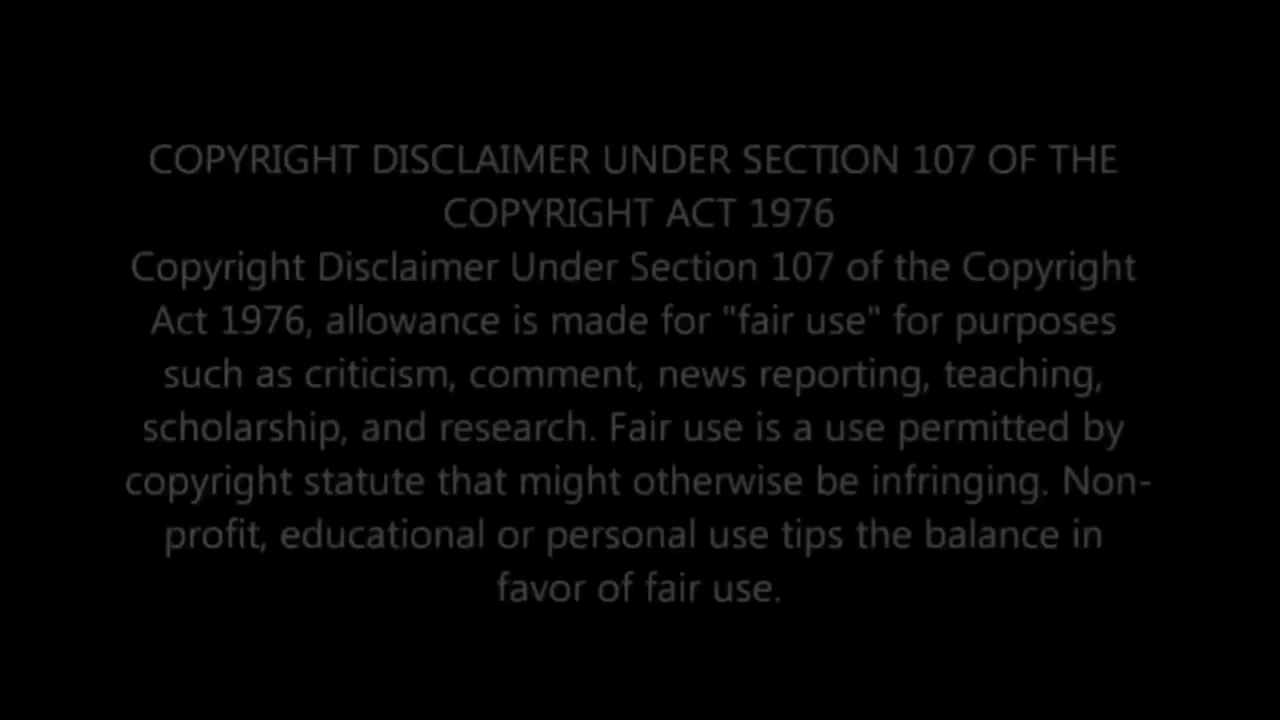 COPYRIGHT DISCLAIMER UNDER SECTION 107 OF THE
COPYRIGHT ACT 1976
Copyright Disclaimer Under Section 107 of the Copyright
Act 1976, allowance is made for "fair use" for purposes
such as criticism, comment, news reporting, teaching,
scholarship, and research. Fair use is a use permitted by
copyright statute that might otherwise be infringing. Non-
profit, educational or personal use tips the balance in
favor of fair use.